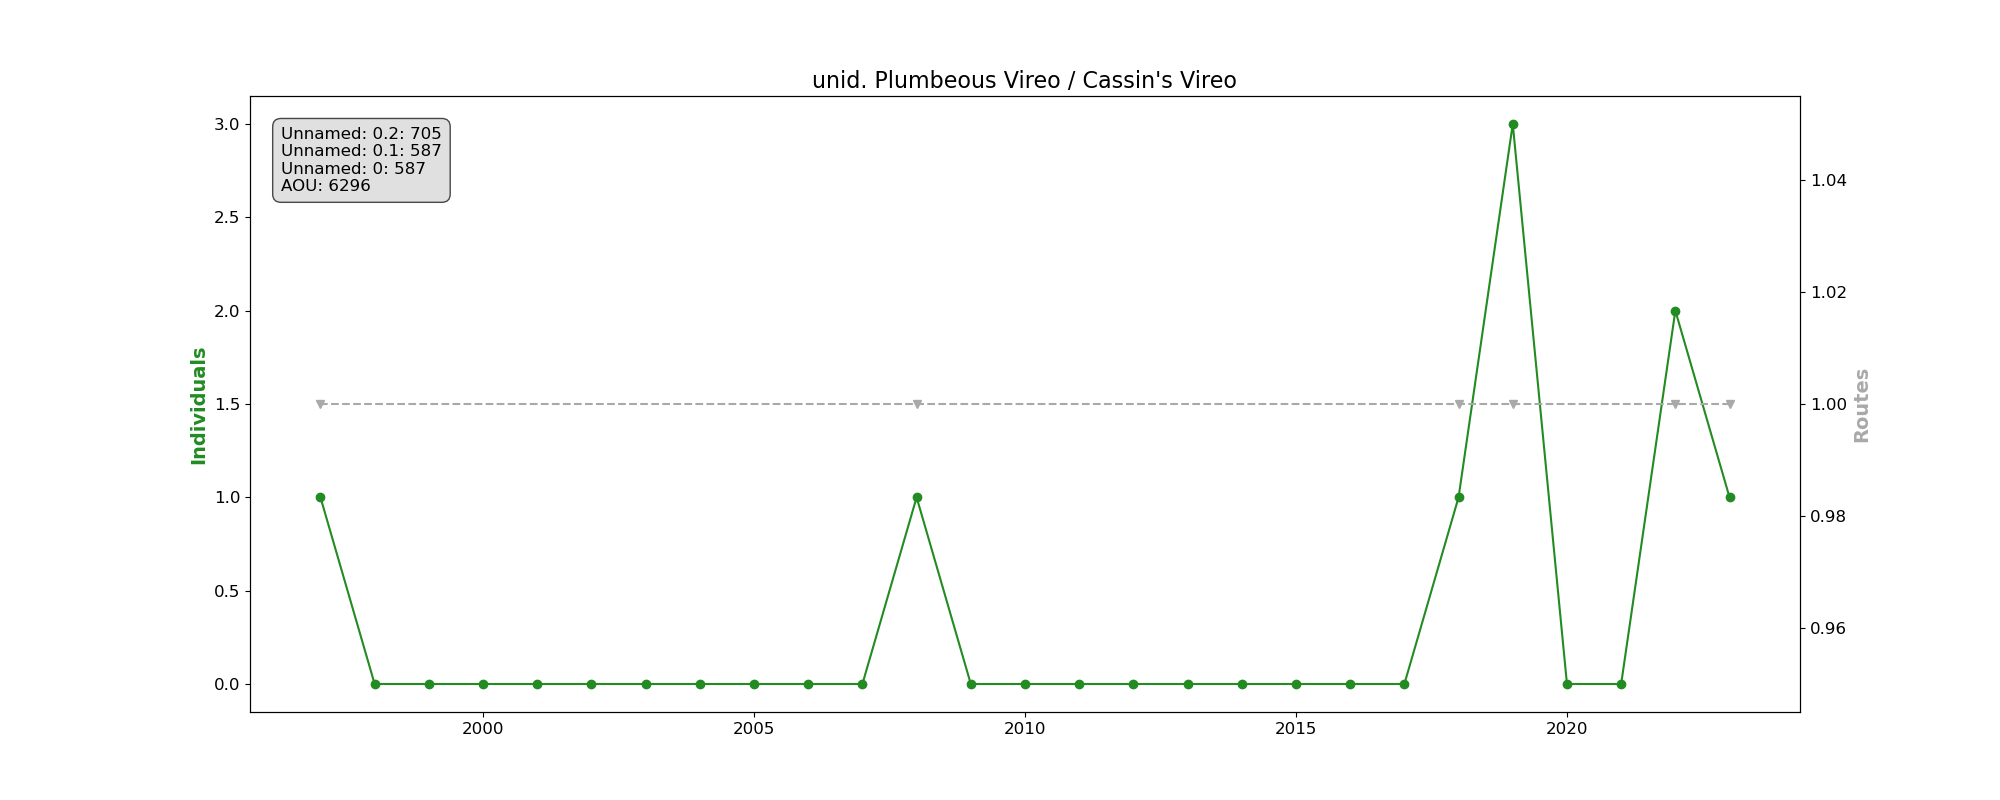 unid. Plumbeous Vireo / Cassin's Vireo
Unnamed: 0.2: 705
Unnamed: 0.1: 587
Unnamed: 0: 587
AOU: 6296
Individuals
3.0
2.5
2.0
1.5
1.0
0.5
0.0
1.04
1.02
1.00
0.98
0.96
Routes
2000
2005
2010
2015
2020